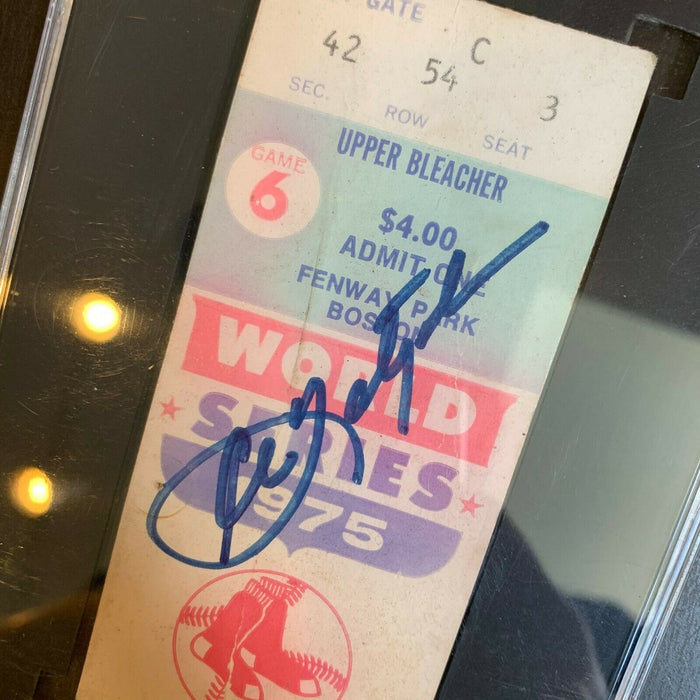 GATE
C
42 54 3
SEC. ROW SEAT
GAME
6
UPPER BLEACHER
$4.00
ADMIT ONE
FENWAY PARK
BOSTON
WORLD
SERIES
1975